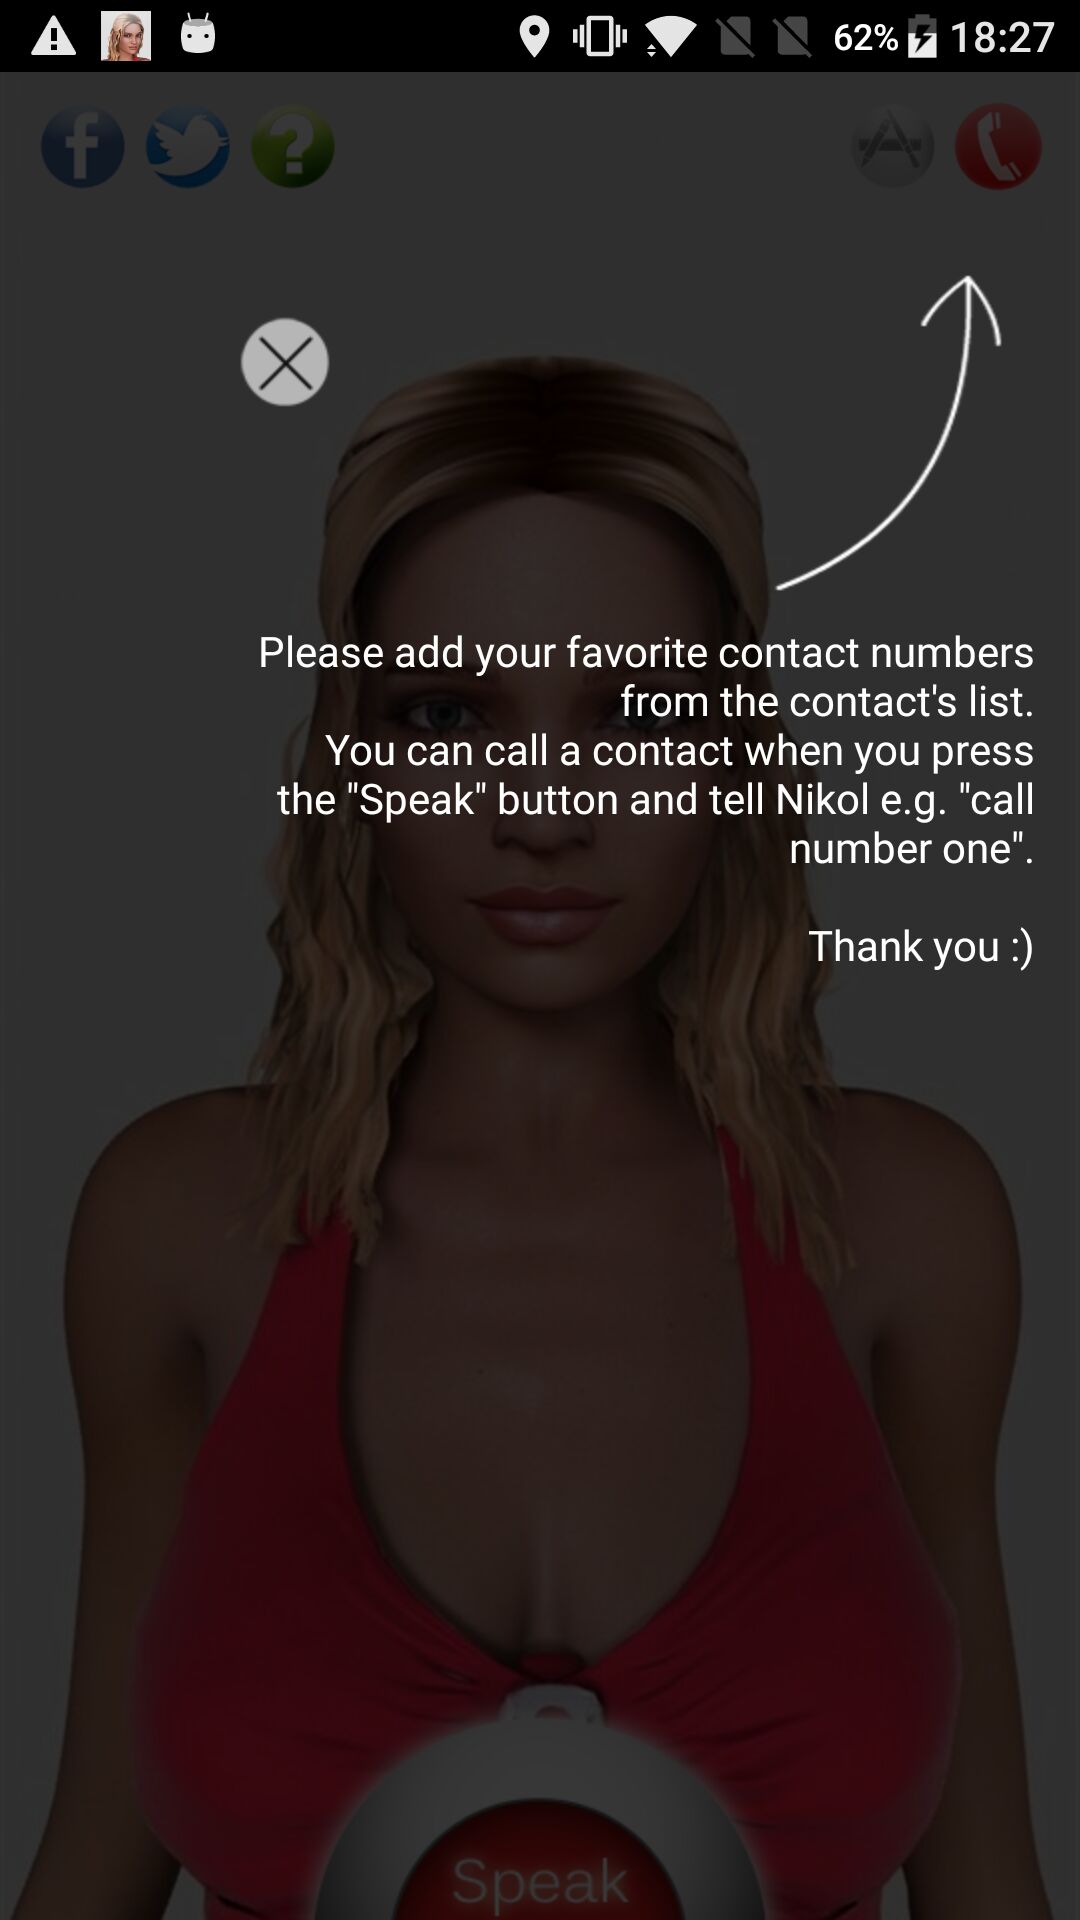 62% 18:27
Please add your favorite contact numbers
from the contact's list.
You can call a contact when you press
the "Speak" button and tell Nikol e.g. "call
number one".
Thank you :)
Speak